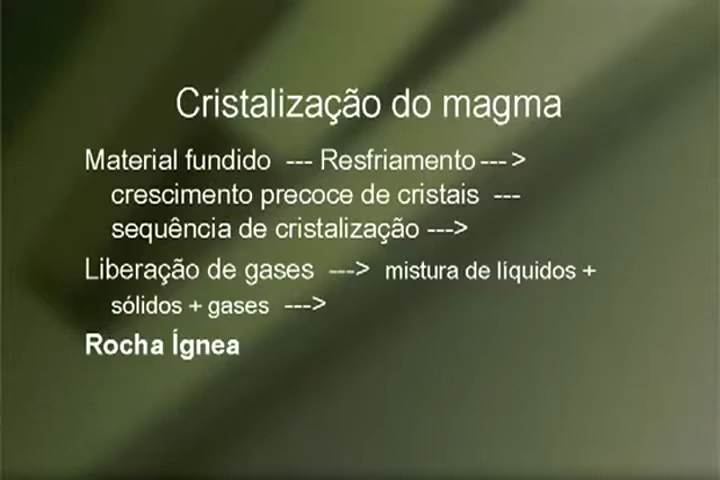 Cristalização do magma
Material fundido --- Resfriamento --->
crescimento precoce de cristais ---
sequência de cristalização --->
Liberação de gases ---> mistura de líquidos +
sólidos + gases --->
Rocha Ígnea